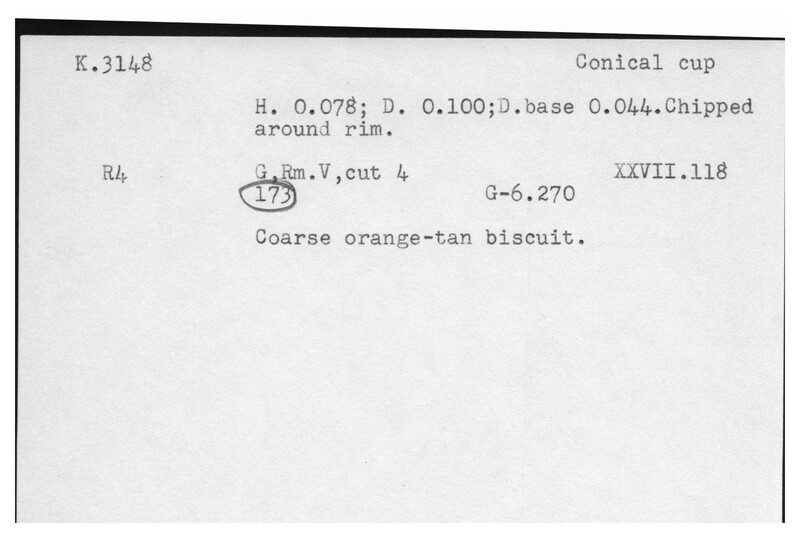 K.3148 Conical cup
H. 0.078; D. 0.100;D.base 0.044.Chipped
around rim.
R4 G,Rm.V,cut 4 XXVII.118
173 G-6.270
Coarse orange-tan biscuit.